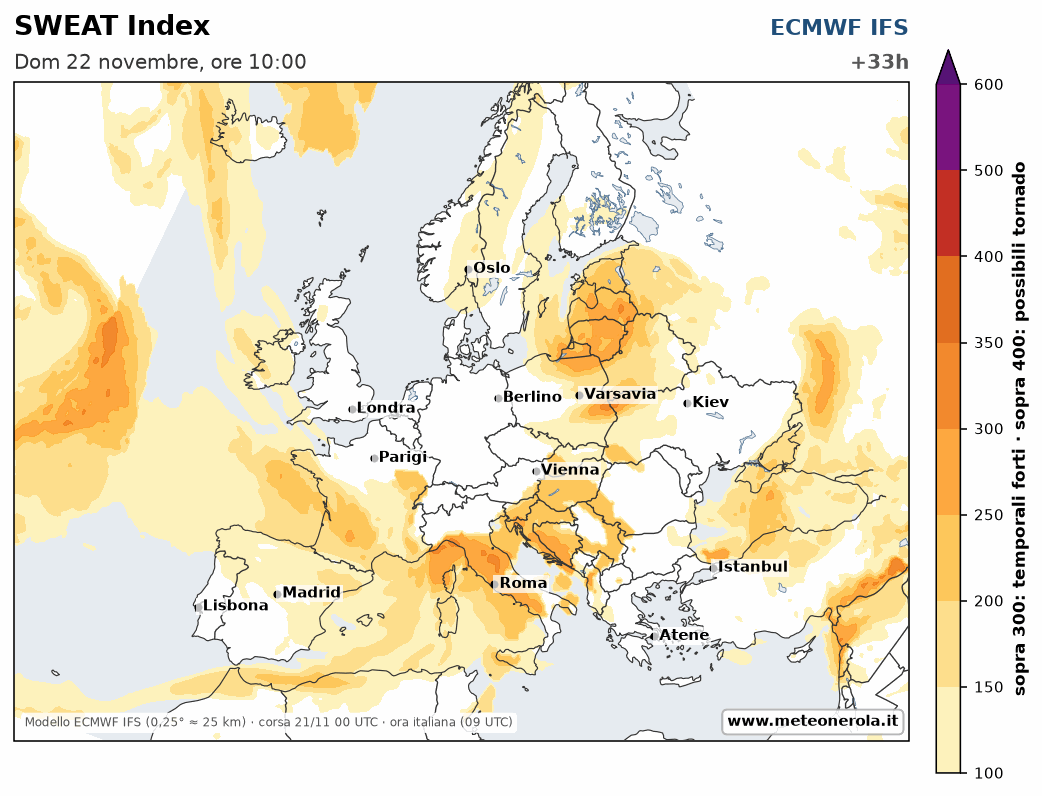 SWEAT Index
ECMWF IFS
Dom 22 novembre, ore 10:00
+33h
600
500
400
350
300
250
200
150
100
sopra 300: temporali forti · sopra 400: possibili tornado
Oslo
Berlino
Varsavia
Kiev
Londra
Parigi
Vienna
Istanbul
Roma
Madrid
Lisbona
Atene
Modello ECMWF IFS (0,25° ≈ 25 km) · corsa 21/11 00 UTC · ora italiana (09 UTC)
www.meteonerola.it